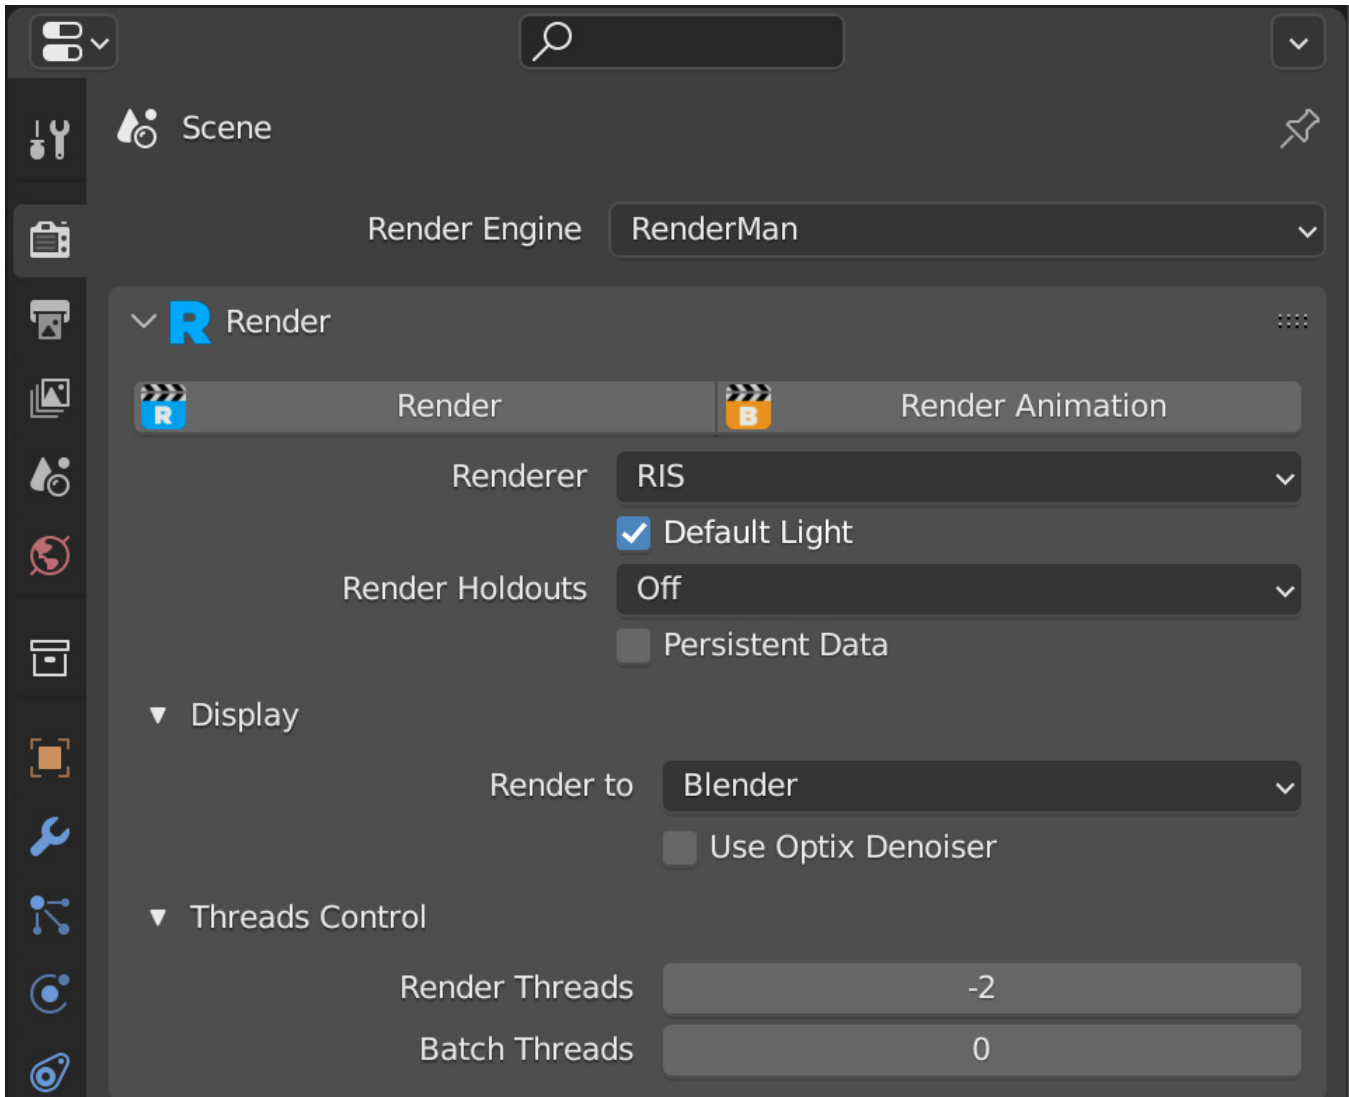 Scene
Render Engine RenderMan
R Render
R Render B Render Animation
Renderer RIS
Default Light
Render Holdouts Off
Persistent Data
Display
Render to Blender
Use Optix Denoiser
Threads Control
Render Threads -2
Batch Threads 0